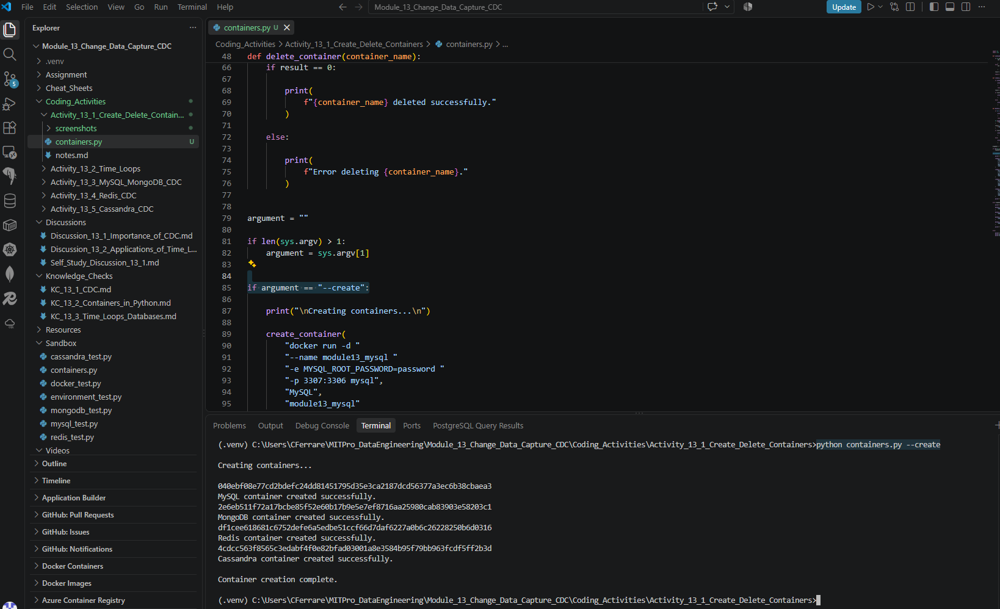 File Edit Selection View Go Run Terminal Help
Module_13_Change_Data_Capture_CDC
Update
Explorer
Module_13_Change_Data_Capture_CDC
.venv
Assignment
Cheat_Sheets
Coding_Activities
Activity_13_1_Create_Delete_Contain...
screenshots
containers.py U
notes.md
Activity_13_2_Time_Loops
Activity_13_3_MySQL_MongoDB_CDC
Activity_13_4_Redis_CDC
Activity_13_5_Cassandra_CDC
Discussions
Discussion_13_1_Importance_of_CDC.md
Discussion_13_2_Applications_of_Time_L...
Self_Study_Discussion_13_1.md
Knowledge_Checks
KC_13_1_CDC.md
KC_13_2_Containers_in_Python.md
KC_13_3_Time_Loops_Databases.md
Resources
Sandbox
cassandra_test.py
containers.py
docker_test.py
environment_test.py
mongodb_test.py
mysql_test.py
redis_test.py
Videos
Outline
Timeline
Application Builder
GitHub: Pull Requests
GitHub: Issues
GitHub: Notifications
Docker Containers
Docker Images
Azure Container Registry
5
containers.py U
Coding_Activities > Activity_13_1_Create_Delete_Containers > containers.py > ...
48 def delete_container(container_name):
66 if result == 0:
67
68 print(
69 f"{container_name} deleted successfully."
70 )
71
72 else:
73
74 print(
75 f"Error deleting {container_name}."
76 )
77
78
79 argument = ""
80
81 if len(sys.argv) > 1:
82 argument = sys.argv[1]
83
84
85 if argument == "--create":
86
87 print("\nCreating containers...\n")
88
89 create_container(
90 "docker run -d "
91 "--name module13_mysql "
92 "-e MYSQL_ROOT_PASSWORD=password "
93 "-p 3307:3306 mysql",
94 "MySQL",
95 "module13_mysql"
Problems Output Debug Console Terminal Ports PostgreSQL Query Results
(.venv) C:\Users\CFerrare\MITPro_DataEngineering\Module_13_Change_Data_Capture_CDC\Coding_Activities\Activity_13_1_Create_Delete_Containers>python containers.py --create
Creating containers...
040ebf08e77cd2bdefc24dd81451795d35e3ca2187dcd56377a3ec6b38cbaea3
MySQL container created successfully.
2e6eb511f72a17bcbe85f52e60b17b9e5e7ef8716aa25980cab83903e58203c1
MongoDB container created successfully.
df1cee618681c6752defe6a5edbe51ccf66d7daf6227a0b6c26228250b6d0316
Redis container created successfully.
4cdcc563f8565c3edabf4f0e82bfad03001a8e3584b95f79bb963fcdf5ff2b3d
Cassandra container created successfully.
Container creation complete.
(.venv) C:\Users\CFerrare\MITPro_DataEngineering\Module_13_Change_Data_Capture_CDC\Coding_Activities\Activity_13_1_Create_Delete_Containers>